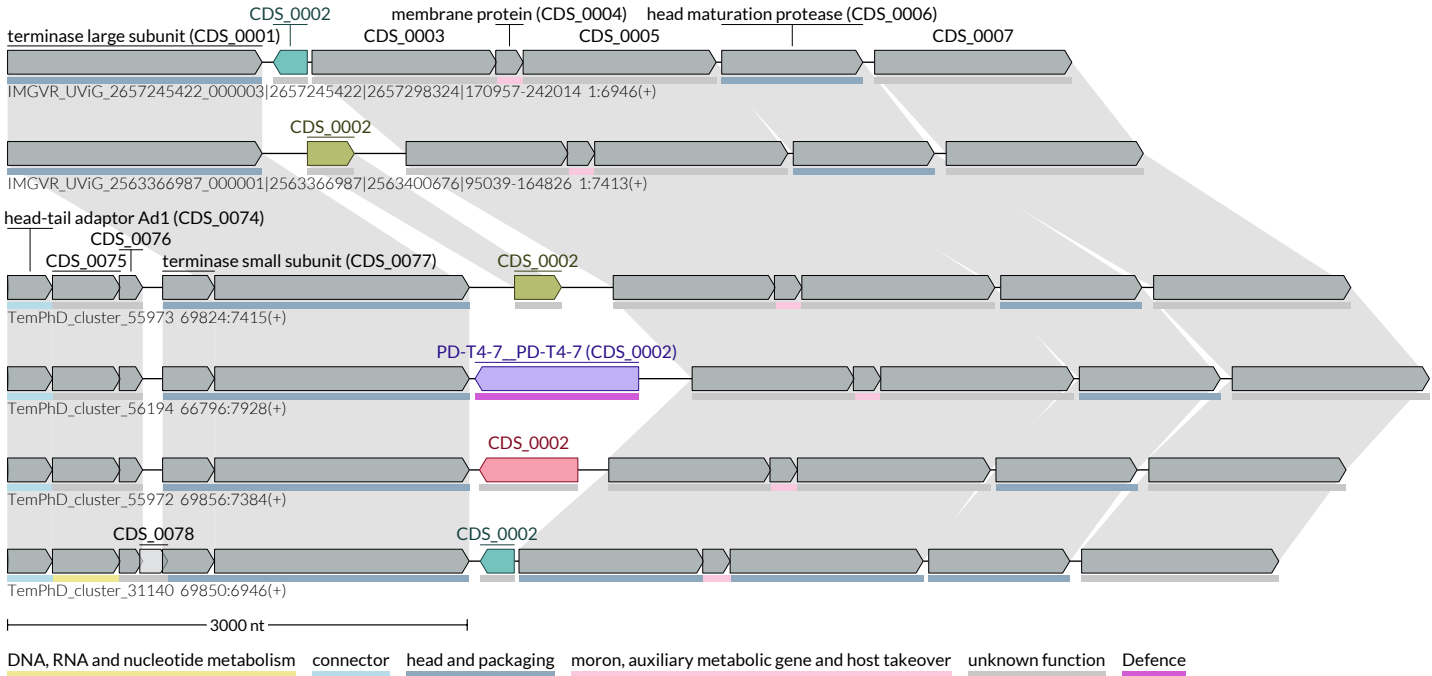 CDS_0002 membrane protein (CDS_0004) head maturation protease (CDS_0006)
terminase large subunit (CDS_0001) CDS_0003 CDS_0005 CDS_0007
IMGVR_UViG_2657245422_000003|2657245422|2657298324|170957-242014 1:6946(+)
CDS_0002
IMGVR_UViG_2563366987_000001|2563366987|2563400676|95039-164826 1:7413(+)
head-tail adaptor Ad1 (CDS_0074)
CDS_0076
CDS_0075 terminase small subunit (CDS_0077) CDS_0002
TemPhD_cluster_55973 69824:7415(+)
PD-T4-7__PD-T4-7 (CDS_0002)
TemPhD_cluster_56194 66796:7928(+)
CDS_0002
TemPhD_cluster_55972 69856:7384(+)
CDS_0078 CDS_0002
TemPhD_cluster_31140 69850:6946(+)
3000 nt
DNA, RNA and nucleotide metabolism connector head and packaging moron, auxiliary metabolic gene and host takeover unknown function Defence